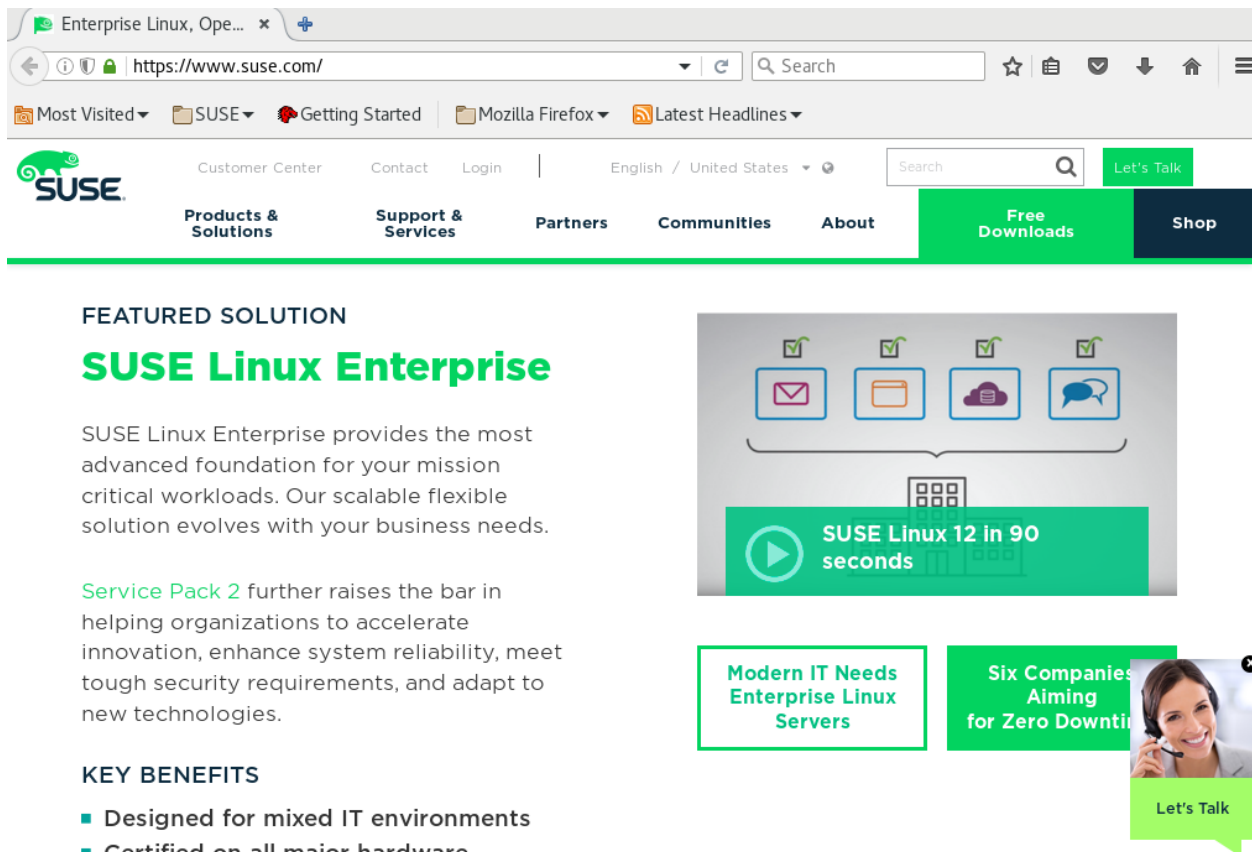 Enterprise Linux, Ope...
https://www.suse.com/
Search
Most Visited
SUSE
Getting Started
Mozilla Firefox
Latest Headlines
SUSE.
Customer Center
Contact
Login
English / United States
Search
Let's Talk
Products &
Solutions
Support &
Services
Partners
Communities
About
Free
Downloads
Shop
FEATURED SOLUTION
SUSE Linux Enterprise
SUSE Linux Enterprise provides the most
advanced foundation for your mission
critical workloads. Our scalable flexible
solution evolves with your business needs.
Service Pack 2 further raises the bar in
helping organizations to accelerate
innovation, enhance system reliability, meet
tough security requirements, and adapt to
new technologies.
KEY BENEFITS
Designed for mixed IT environments
Certified on all major hardware
SUSE Linux 12 in 90
seconds
Modern IT Needs
Enterprise Linux
Servers
Six Companies
Aiming
for Zero
Let's Talk